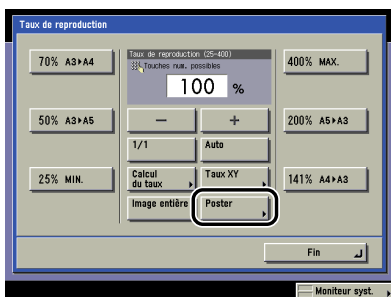 Taux de reproduction
Taux de reproduction (25-400)
Touches num. possibles
100 %
70% A3▶A4
400% MAX.
50% A3▶A5
−
+
200% A5▶A3
1/1
Auto
25% MIN.
Calcul
du taux
Taux XY
141% A4▶A3
Image entière
Poster
Fin
Moniteur syst.